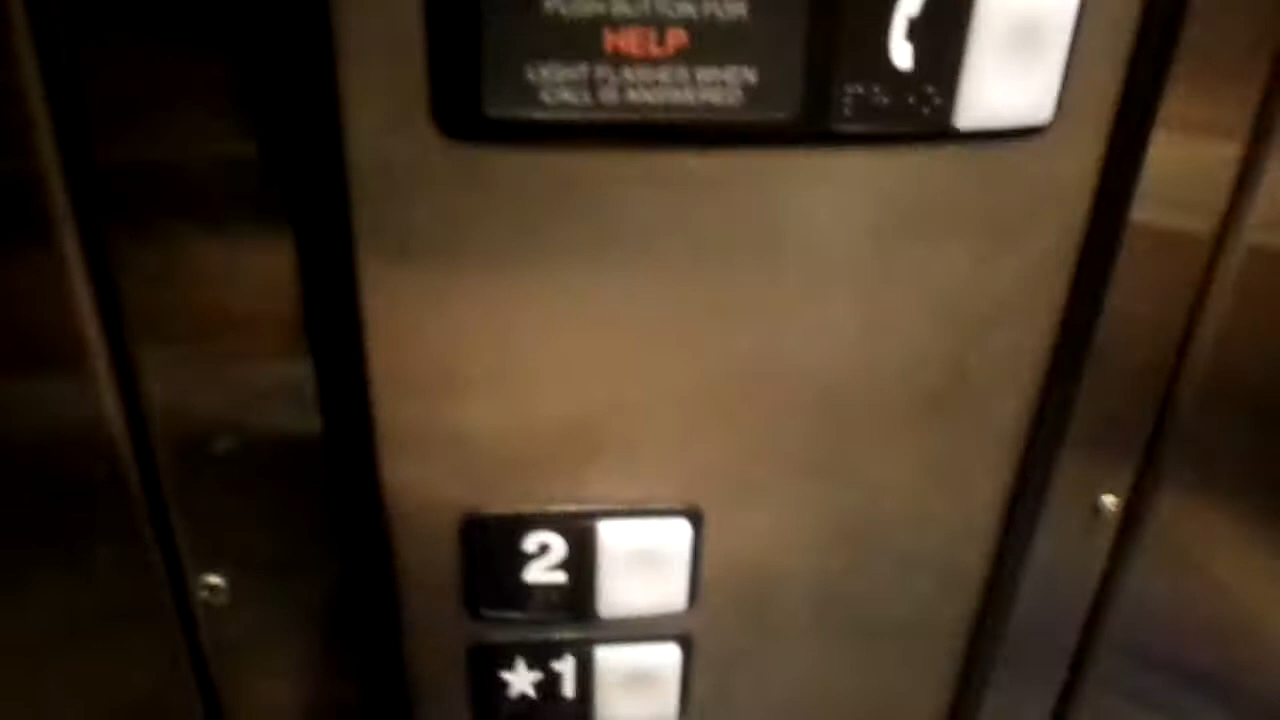 PUSH BUTTON FOR
HELP
LIGHT FLASHES WHEN
CALL IS ANSWERED
2
★1